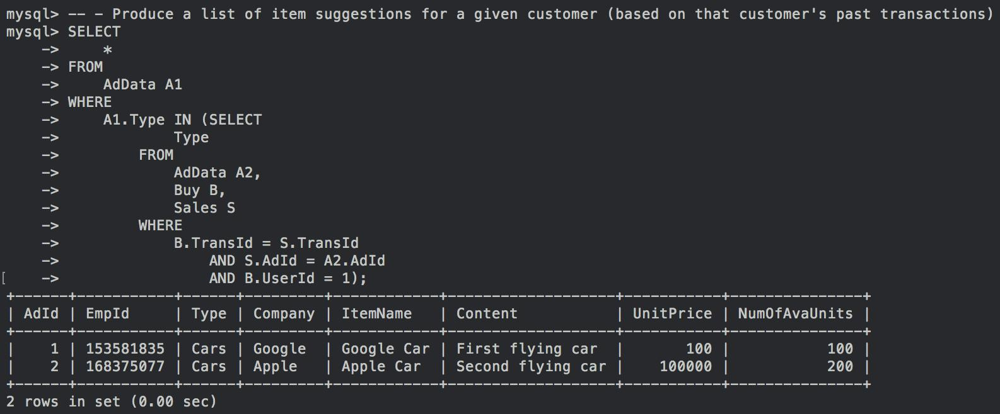 mysql> -- - Produce a list of item suggestions for a given customer (based on that customer's past transactions)
mysql> SELECT
    ->     *
    -> FROM
    ->     AdData A1
    -> WHERE
    ->     A1.Type IN (SELECT
    ->             Type
    ->         FROM
    ->             AdData A2,
    ->             Buy B,
    ->             Sales S
    ->         WHERE
    ->             B.TransId = S.TransId
    ->                 AND S.AdId = A2.AdId
[    ->                 AND B.UserId = 1);
+------+-----------+------+---------+------------+-------------------+-----------+---------------+
| AdId | EmpId     | Type | Company | ItemName   | Content           | UnitPrice | NumOfAvaUnits |
+------+-----------+------+---------+------------+-------------------+-----------+---------------+
|    1 | 153581835 | Cars | Google  | Google Car | First flying car  |       100 |           100 |
|    2 | 168375077 | Cars | Apple   | Apple Car  | Second flying car |    100000 |           200 |
+------+-----------+------+---------+------------+-------------------+-----------+---------------+
2 rows in set (0.00 sec)